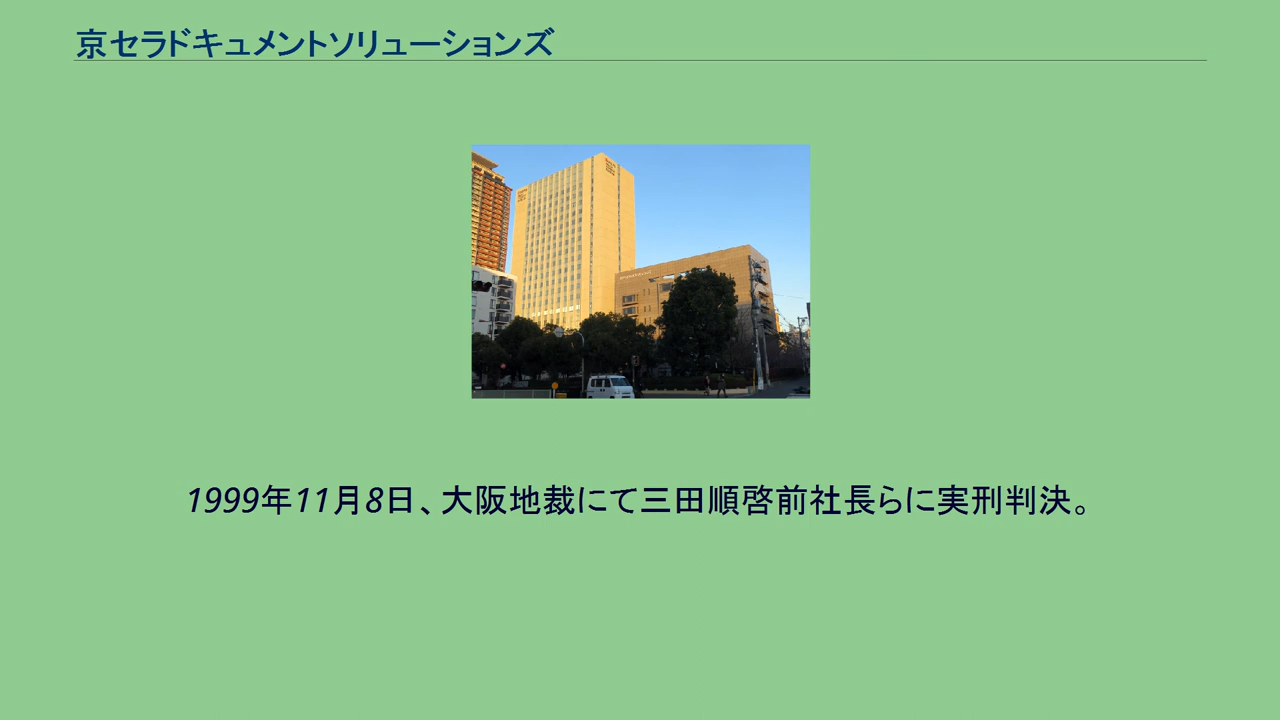 京セラドキュメントソリューションズ
1999年11月8日、大阪地裁にて三田順啓前社長らに実刑判決。